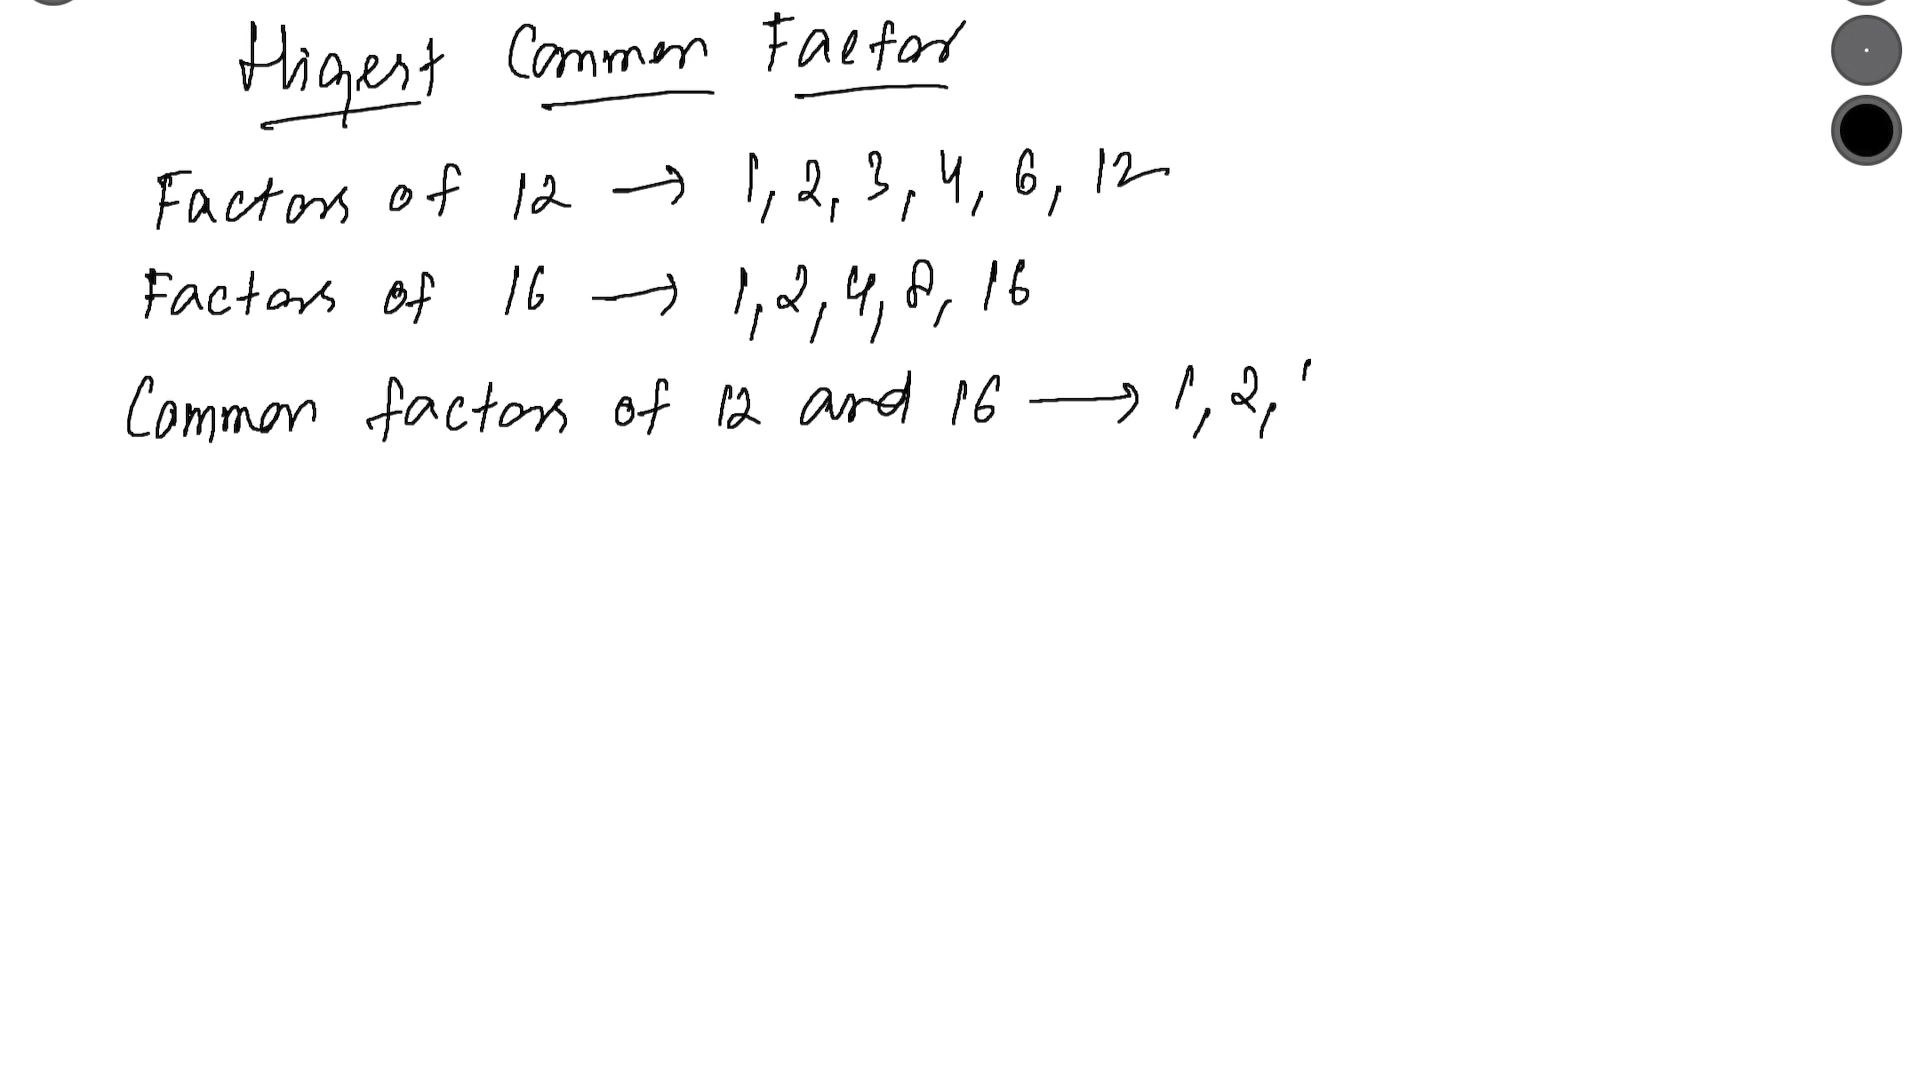 Higest Common Factor
Factors of 12 → 1, 2, 3, 4, 6, 12
Factors of 16 → 1, 2, 4, 8, 16
Common factors of 12 and 16 → 1, 2,